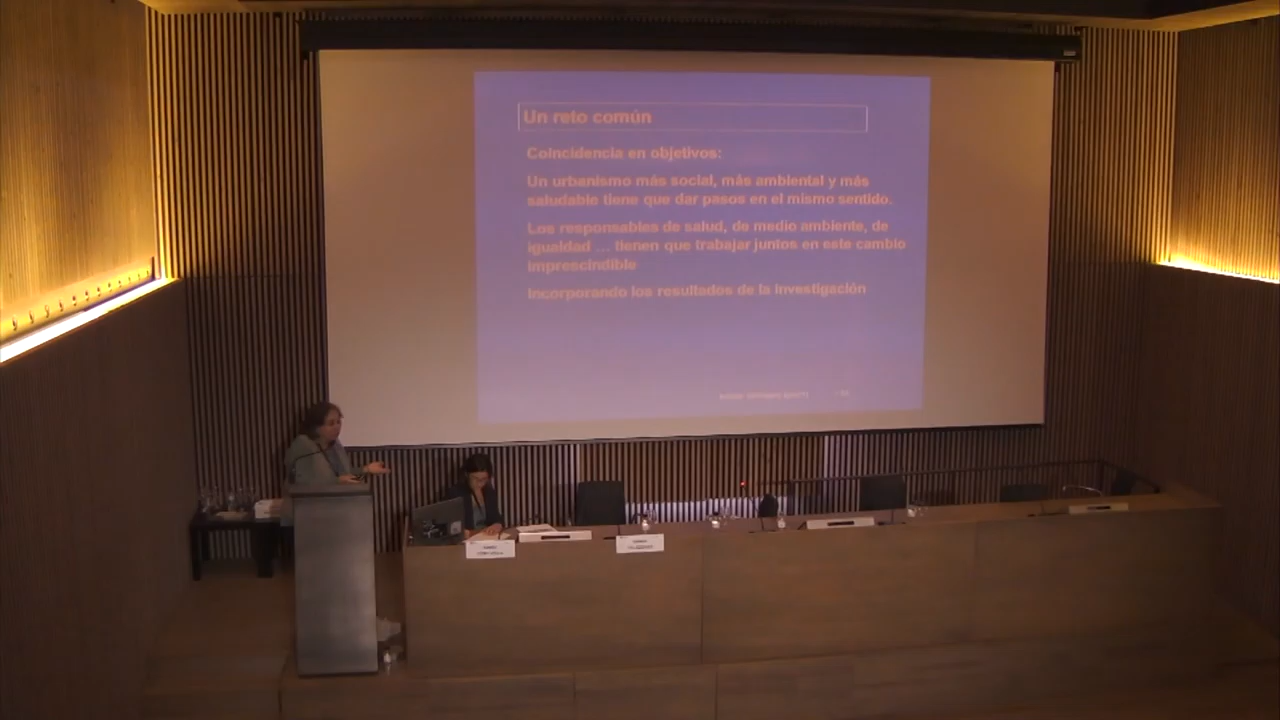 Un reto común
Coincidencia en objetivos:
Un urbanismo más social, más ambiental y más
saludable tiene que dar pasos en el mismo sentido.
Los responsables de salud, de medio ambiente, de
igualdad ... tienen que trabajar juntos en este cambio
imprescindible
Incorporando los resultados de la investigación